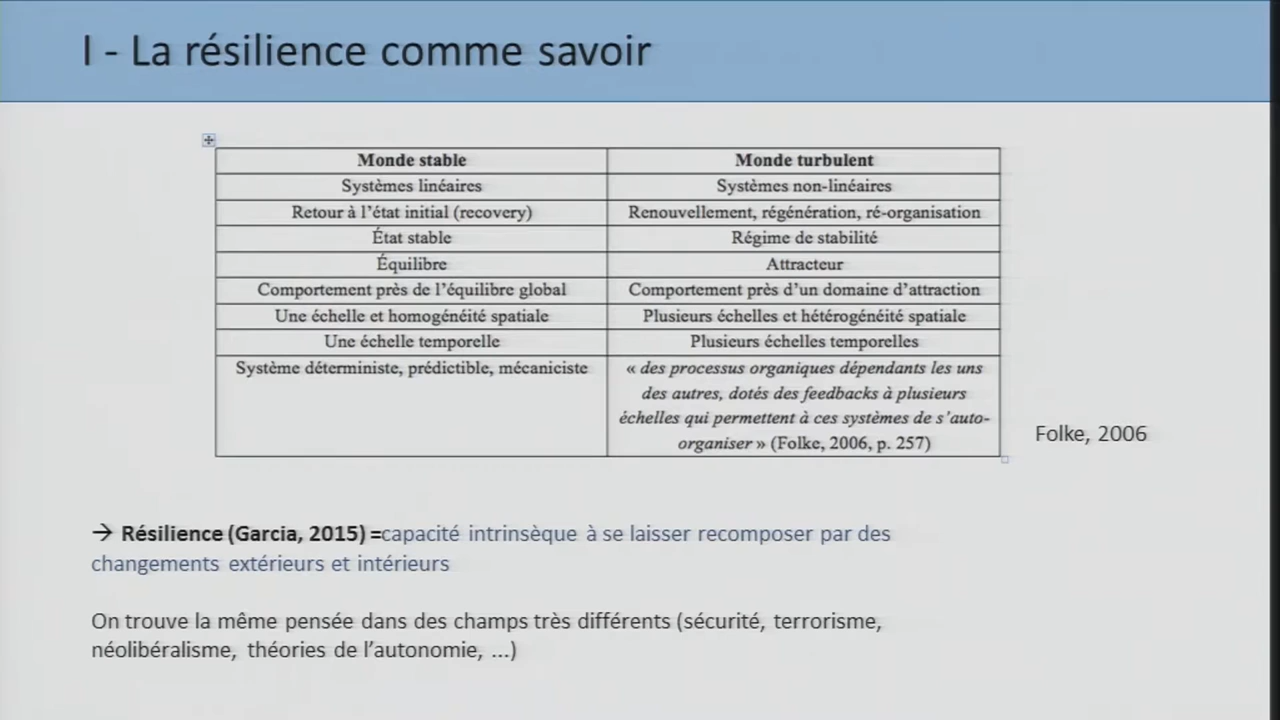 I - La résilience comme savoir
Monde stable
Monde turbulent
Systèmes linéaires
Systèmes non-linéaires
Retour à l'état initial (recovery)
Renouvellement, régénération, ré-organisation
État stable
Régime de stabilité
Équilibre
Attracteur
Comportement près de l'équilibre global
Comportement près d'un domaine d'attraction
Une échelle et homogénéité spatiale
Plusieurs échelles et hétérogénéité spatiale
Une échelle temporelle
Plusieurs échelles temporelles
Système déterministe, prédictible, mécaniciste
« des processus organiques dépendants les uns
des autres, dotés des feedbacks à plusieurs
échelles qui permettent à ces systèmes de s'auto-
organiser » (Folke, 2006, p. 257)
Folke, 2006
→ Résilience (Garcia, 2015) =capacité intrinsèque à se laisser recomposer par des
changements extérieurs et intérieurs
On trouve la même pensée dans des champs très différents (sécurité, terrorisme,
néolibéralisme, théories de l'autonomie, ...)